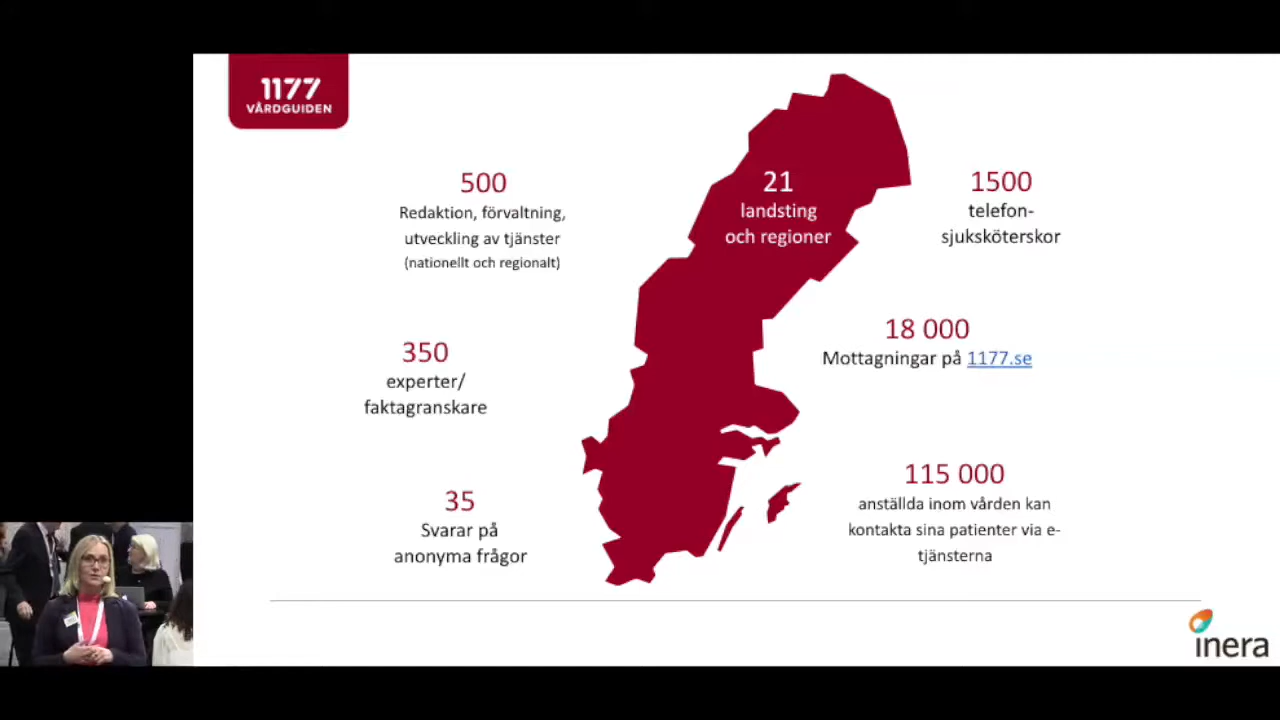 1177
VÅRDGUIDEN
500
Redaktion, förvaltning,
utveckling av tjänster
(nationellt och regionalt)
21
landsting
och regioner
1500
telefon-
sjuksköterskor
350
experter/
faktagranskare
18 000
Mottagningar på 1177.se
35
Svarar på
anonyma frågor
115 000
anställda inom vården kan
kontakta sina patienter via e-
tjänsterna
inera